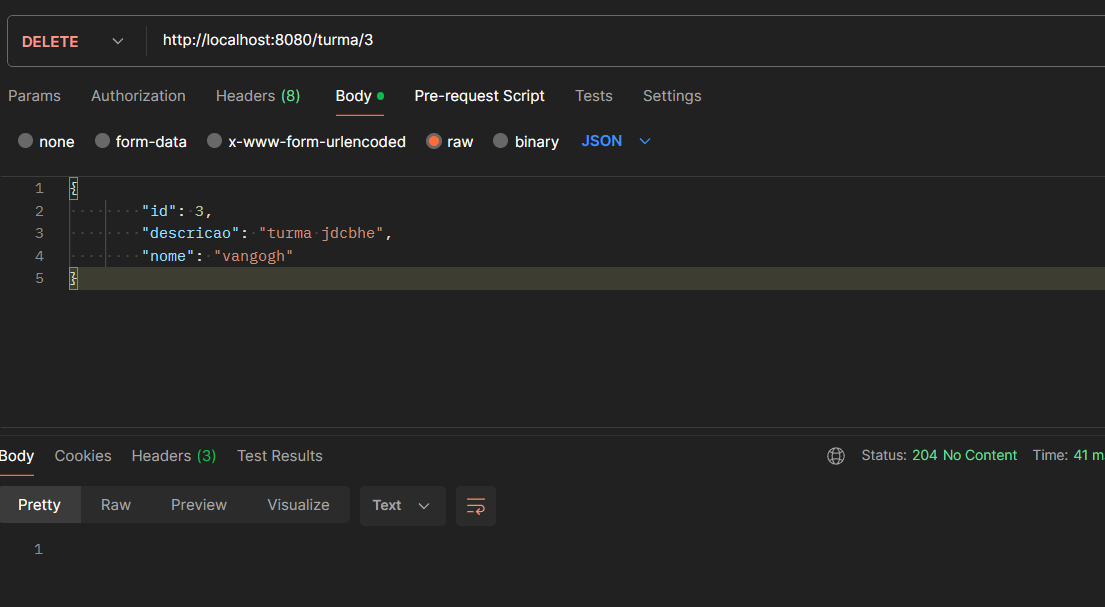 DELETE http://localhost:8080/turma/3
Params Authorization Headers (8) Body Pre-request Script Tests Settings
none form-data x-www-form-urlencoded raw binary JSON
1 {
2 "id": 3,
3 "descricao": "turma jdcbhe",
4 "nome": "vangogh"
5 }
Body Cookies Headers (3) Test Results Status: 204 No Content Time: 41 m
Pretty Raw Preview Visualize Text
1